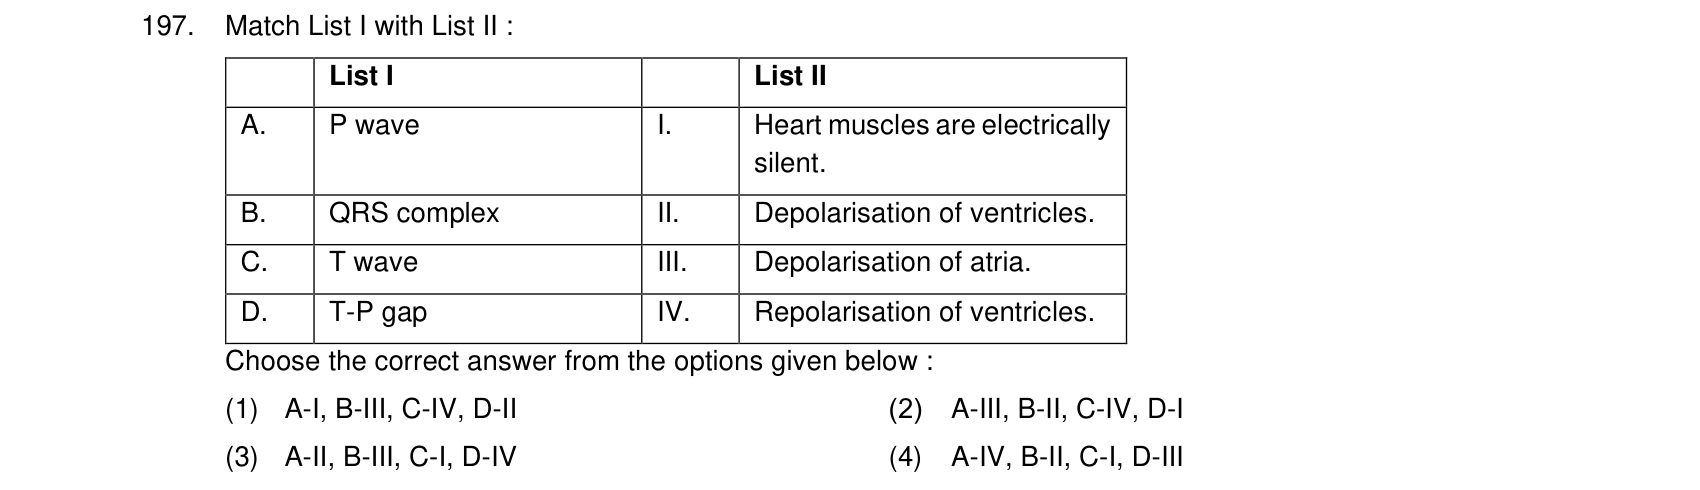 197. Match List I with List II :
List I List II
A. P wave I. Heart muscles are electrically
silent.
B. QRS complex II. Depolarisation of ventricles.
C. T wave III. Depolarisation of atria.
D. T-P gap IV. Repolarisation of ventricles.
Choose the correct answer from the options given below :
(1) A-I, B-III, C-IV, D-II (2) A-III, B-II, C-IV, D-I
(3) A-II, B-III, C-I, D-IV (4) A-IV, B-II, C-I, D-III